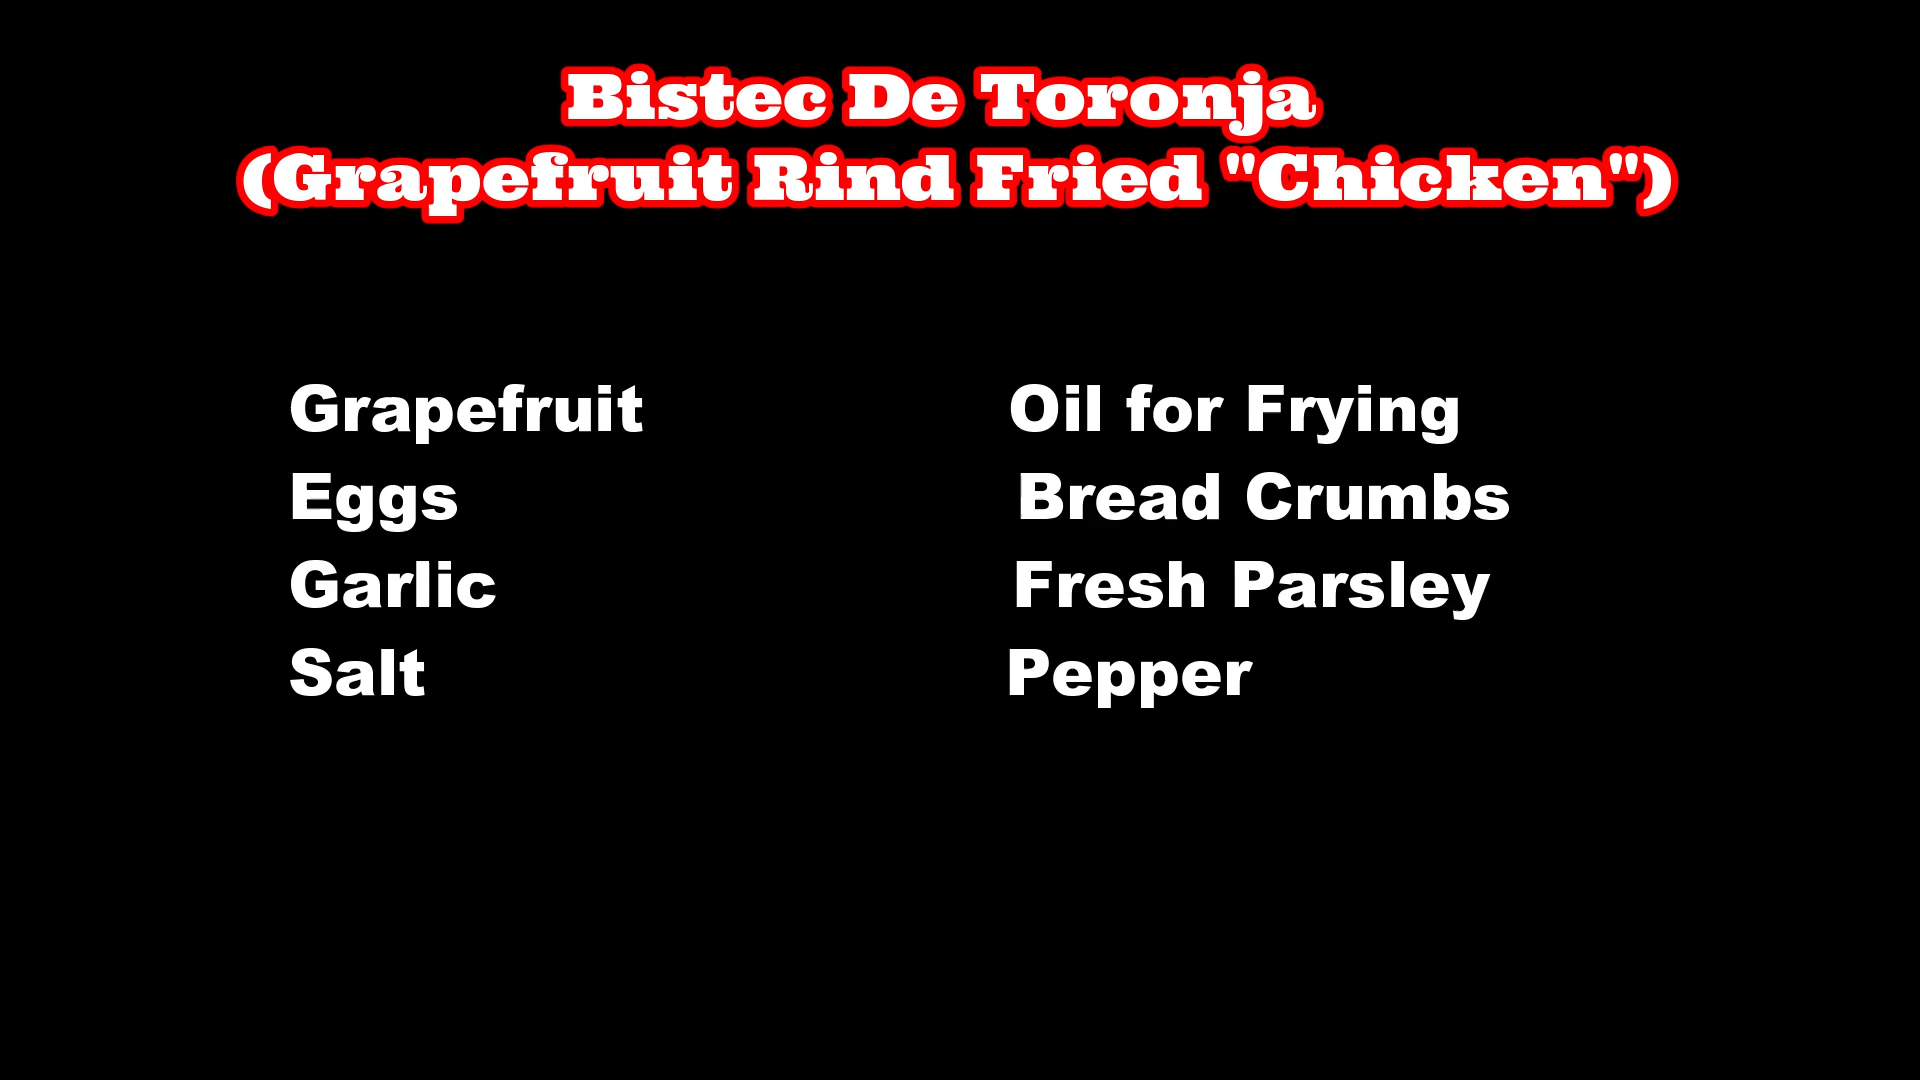 Bistec De Toronja
(Grapefruit Rind Fried "Chicken")
Grapefruit
Eggs
Garlic
Salt
Oil for Frying
Bread Crumbs
Fresh Parsley
Pepper